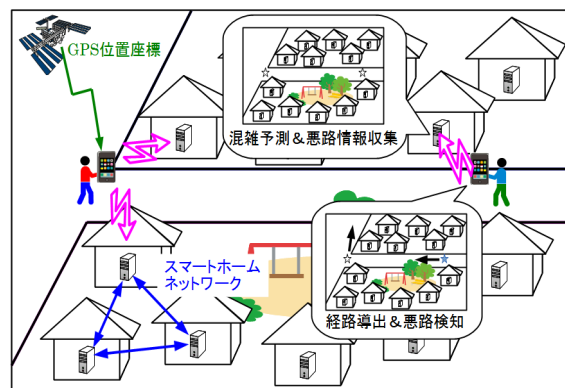 GPS位置座標
混雑予測＆悪路情報収集
スマートホーム
ネットワーク
経路導出＆悪路検知